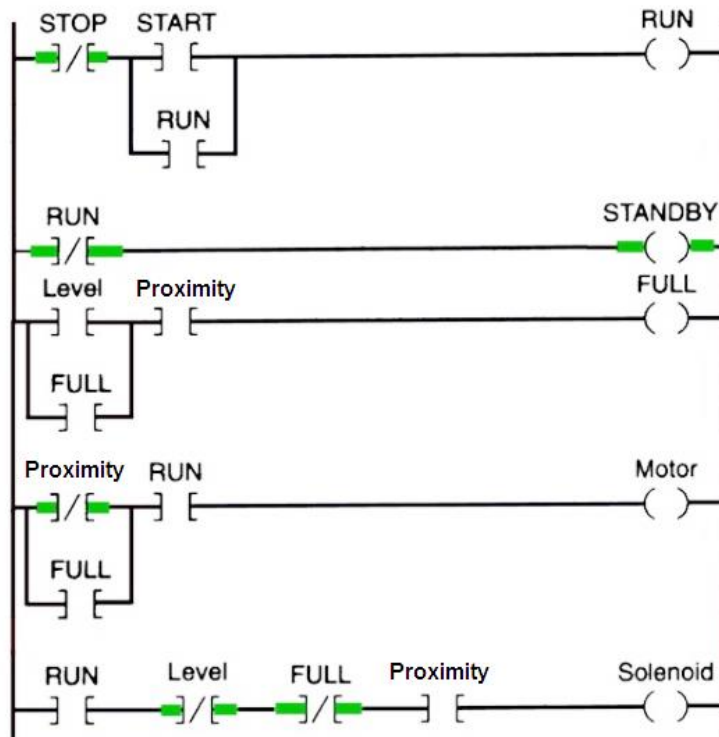 STOP START RUN
RUN
RUN STANDBY
Level Proximity FULL
FULL
Proximity RUN Motor
FULL
RUN Level FULL Proximity Solenoid